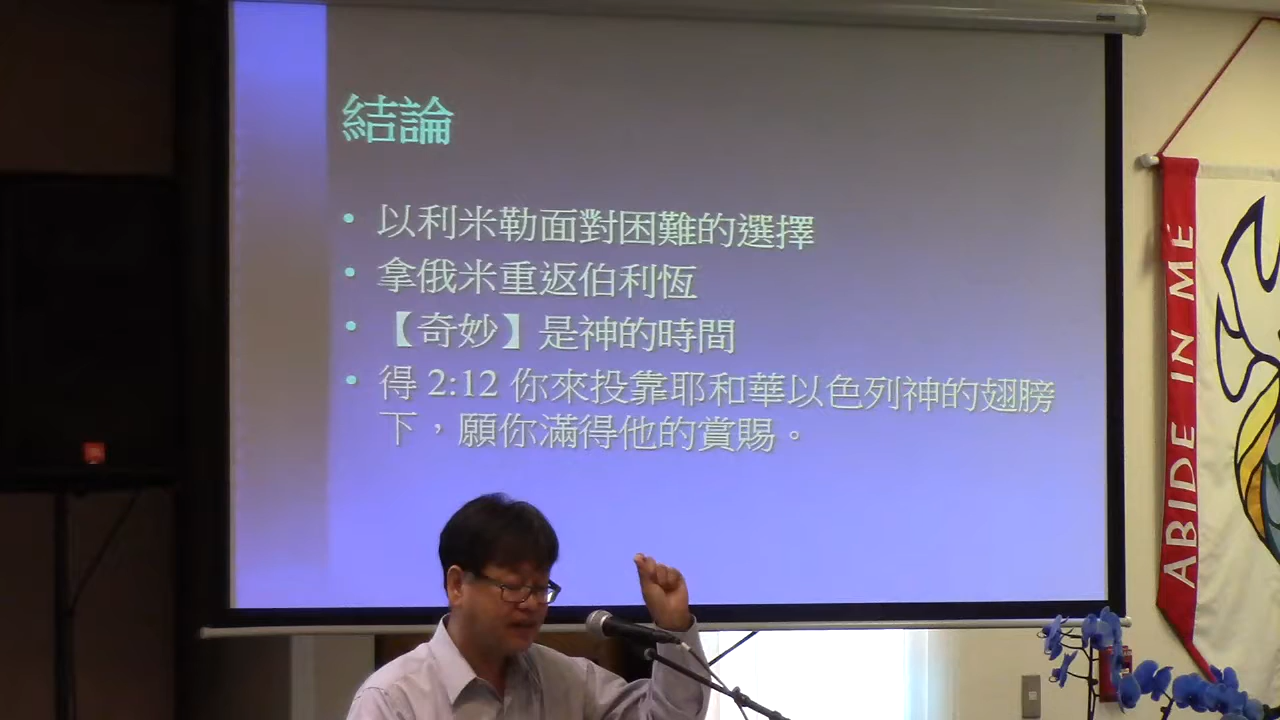 結論
• 以利米勒面對困難的選擇
• 拿俄米重返伯利恆
• 【奇妙】是神的時間
• 得 2:12 你來投靠耶和華以色列神的翅膀
下，願你滿得他的賞賜。
ABIDE IN ME